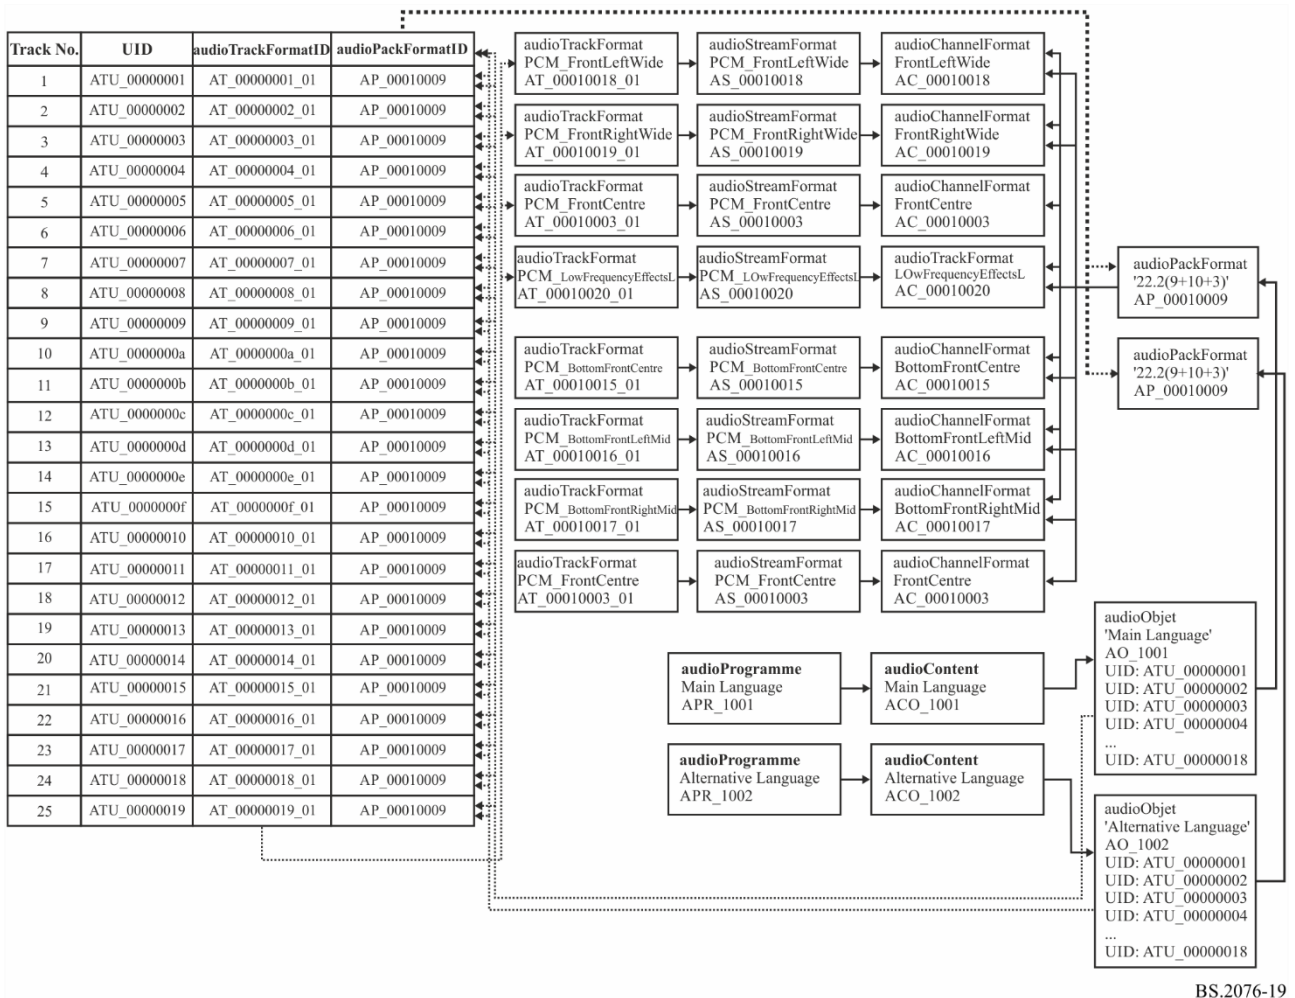 Track No. UID audioTrackFormatID audioPackFormatID
1 ATU_00000001 AT_00000001_01 AP_00010009
2 ATU_00000002 AT_00000002_01 AP_00010009
3 ATU_00000003 AT_00000003_01 AP_00010009
4 ATU_00000004 AT_00000004_01 AP_00010009
5 ATU_00000005 AT_00000005_01 AP_00010009
6 ATU_00000006 AT_00000006_01 AP_00010009
7 ATU_00000007 AT_00000007_01 AP_00010009
8 ATU_00000008 AT_00000008_01 AP_00010009
9 ATU_00000009 AT_00000009_01 AP_00010009
10 ATU_0000000a AT_0000000a_01 AP_00010009
11 ATU_0000000b AT_0000000b_01 AP_00010009
12 ATU_0000000c AT_0000000c_01 AP_00010009
13 ATU_0000000d AT_0000000d_01 AP_00010009
14 ATU_0000000e AT_0000000e_01 AP_00010009
15 ATU_0000000f AT_0000000f_01 AP_00010009
16 ATU_00000010 AT_00000010_01 AP_00010009
17 ATU_00000011 AT_00000011_01 AP_00010009
18 ATU_00000012 AT_00000012_01 AP_00010009
19 ATU_00000013 AT_00000013_01 AP_00010009
20 ATU_00000014 AT_00000014_01 AP_00010009
21 ATU_00000015 AT_00000015_01 AP_00010009
22 ATU_00000016 AT_00000016_01 AP_00010009
23 ATU_00000017 AT_00000017_01 AP_00010009
24 ATU_00000018 AT_00000018_01 AP_00010009
25 ATU_00000019 AT_00000019_01 AP_00010009
audioTrackFormat
PCM_FrontLeftWide
AT_00010018_01
audioStreamFormat
PCM_FrontLeftWide
AS_00010018
audioChannelFormat
FrontLeftWide
AC_00010018
audioTrackFormat
PCM_FrontRightWide
AT_00010019_01
audioStreamFormat
PCM_FrontRightWide
AS_00010019
audioChannelFormat
FrontRightWide
AC_00010019
audioTrackFormat
PCM_FrontCentre
AT_00010003_01
audioStreamFormat
PCM_FrontCentre
AS_00010003
audioChannelFormat
FrontCentre
AC_00010003
audioTrackFormat
PCM_LowFrequencyEffectsL
AT_00010020_01
audioStreamFormat
PCM_LOwFrequencyEffectsL
AS_00010020
audioTrackFormat
LOwFrequencyEffectsL
AC_00010020
audioTrackFormat
PCM_BottomFrontCentre
AT_00010015_01
audioStreamFormat
PCM_BottomFrontCentre
AS_00010015
audioChannelFormat
BottomFrontCentre
AC_00010015
audioTrackFormat
PCM_BottomFrontLeftMid
AT_00010016_01
audioStreamFormat
PCM_BottomFrontLeftMid
AS_00010016
audioChannelFormat
BottomFrontLeftMid
AC_00010016
audioTrackFormat
PCM_BottomFrontRightMid
AT_00010017_01
audioStreamFormat
PCM_BottomFrontRightMid
AS_00010017
audioChannelFormat
BottomFrontRightMid
AC_00010017
audioTrackFormat
PCM_FrontCentre
AT_00010003_01
audioStreamFormat
PCM_FrontCentre
AS_00010003
audioChannelFormat
FrontCentre
AC_00010003
audioPackFormat
'22.2(9+10+3)'
AP_00010009
audioPackFormat
'22.2(9+10+3)'
AP_00010009
audioProgramme
Main Language
APR_1001
audioContent
Main Language
ACO_1001
audioObjet
'Main Language'
AO_1001
UID: ATU_00000001
UID: ATU_00000002
UID: ATU_00000003
UID: ATU_00000004
...
UID: ATU_00000018
audioProgramme
Alternative Language
APR_1002
audioContent
Alternative Language
ACO_1002
audioObjet
'Alternative Language'
AO_1002
UID: ATU_00000001
UID: ATU_00000002
UID: ATU_00000003
UID: ATU_00000004
...
UID: ATU_00000018
BS.2076-19